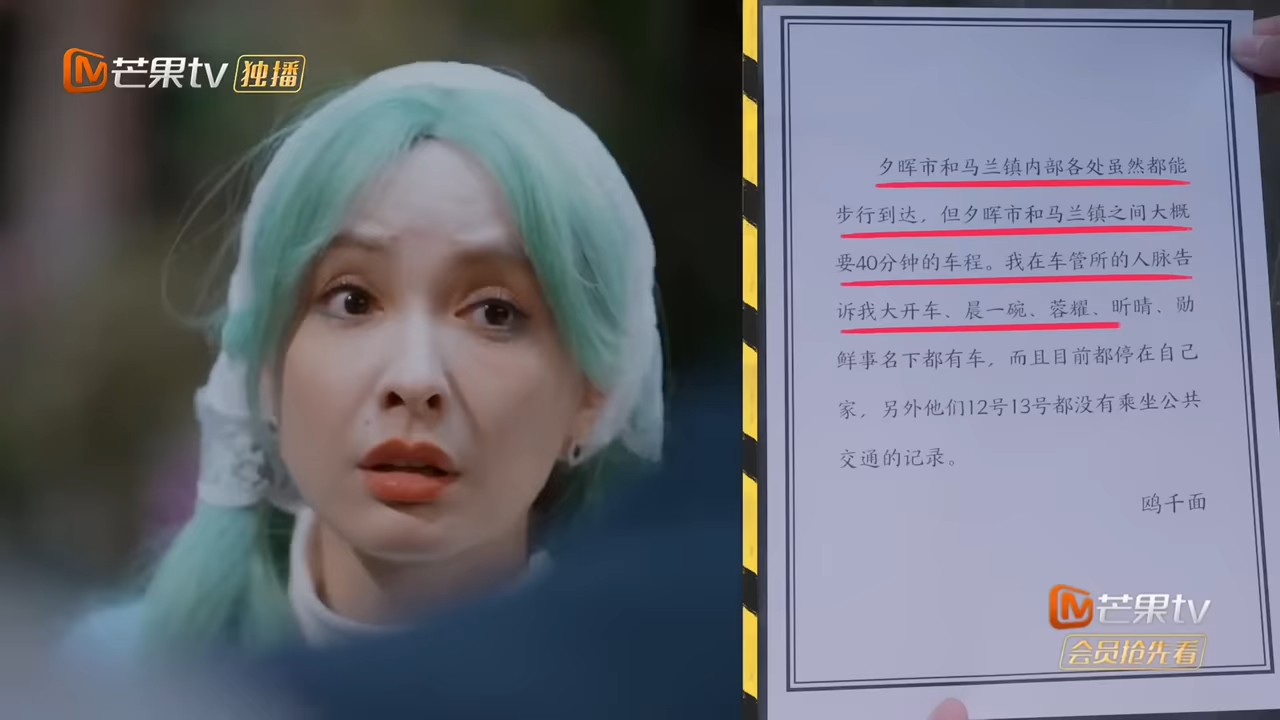 芒果tv 独播
夕晖市和马兰镇内部各处虽然都能
步行到达，但夕晖市和马兰镇之间大概
要40分钟的车程。我在车管所的人脉告
诉我大开车、晨一碗、蓉耀、昕晴、勋
鲜事名下都有车，而且目前都停在自己
家，另外他们12号13号都没有乘坐公共
交通的记录。
鸥千面
芒果tv
会员抢先看